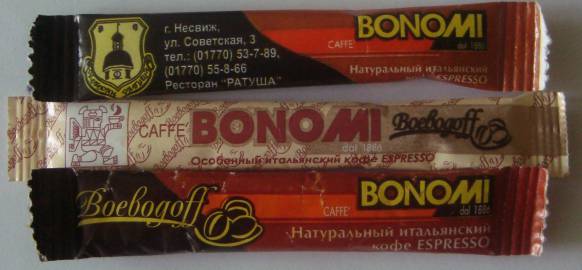 г. Несвиж,
ул. Советская, 3
тел.: (01770) 53-7-89,
(01770) 55-8-66
Ресторан "РАТУША"
CAFFE' BONOMI
dal 1886
Натуральный итальянский
ESPRESSO
CAFFE BONOMI Boeвogoff
dal 1886
Особенный итальянский кофе ESPRESSO
Boeвogoff
CAFFE' BONOMI
dal 1886
Натуральный итальянский
кофе ESPRESSO